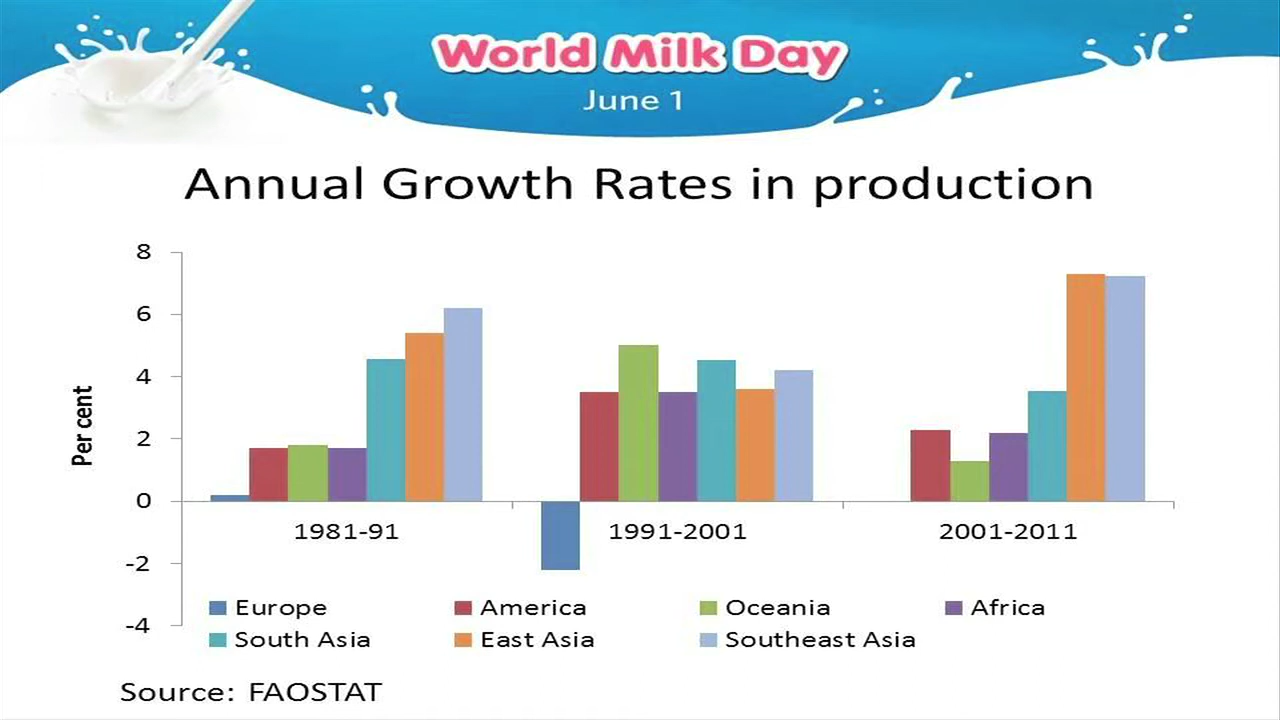 World Milk Day
June 1
Annual Growth Rates in production
8
6
4
2
0
-2
-4
Per cent
1981-91 1991-2001 2001-2011
Europe America Oceania Africa
South Asia East Asia Southeast Asia
Source: FAOSTAT